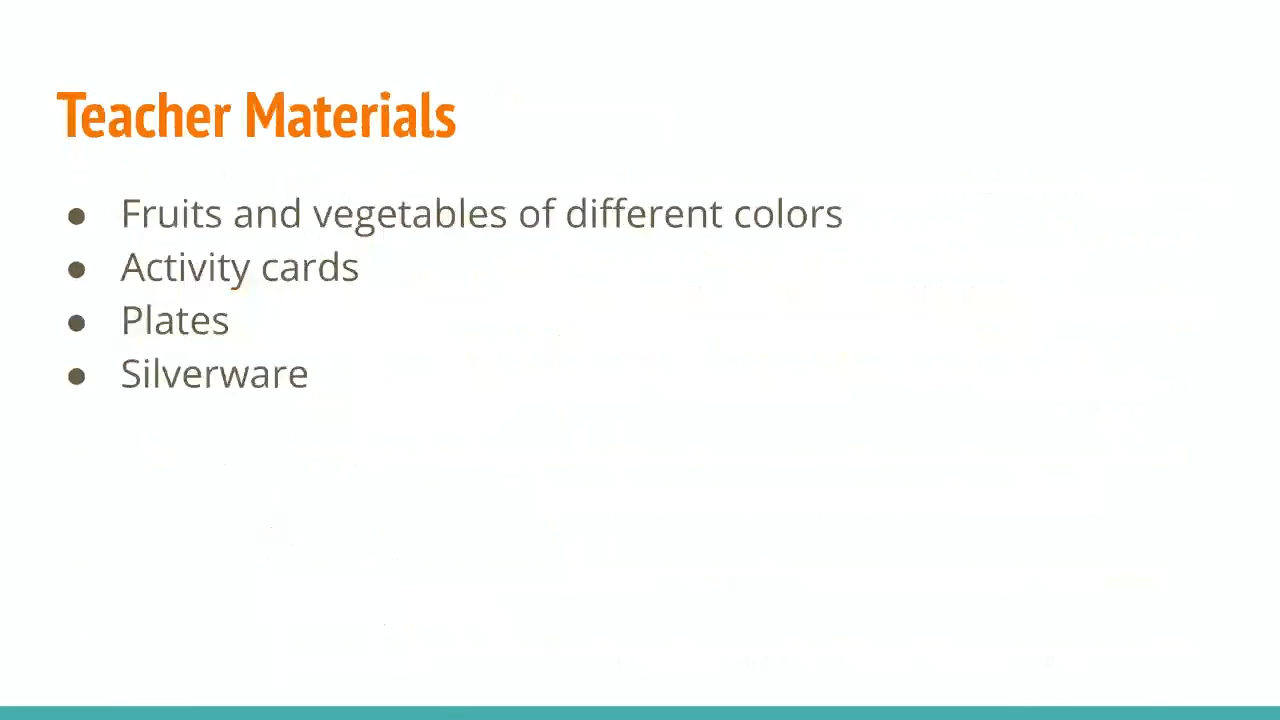 Teacher Materials
● Fruits and vegetables of different colors
● Activity cards
● Plates
● Silverware